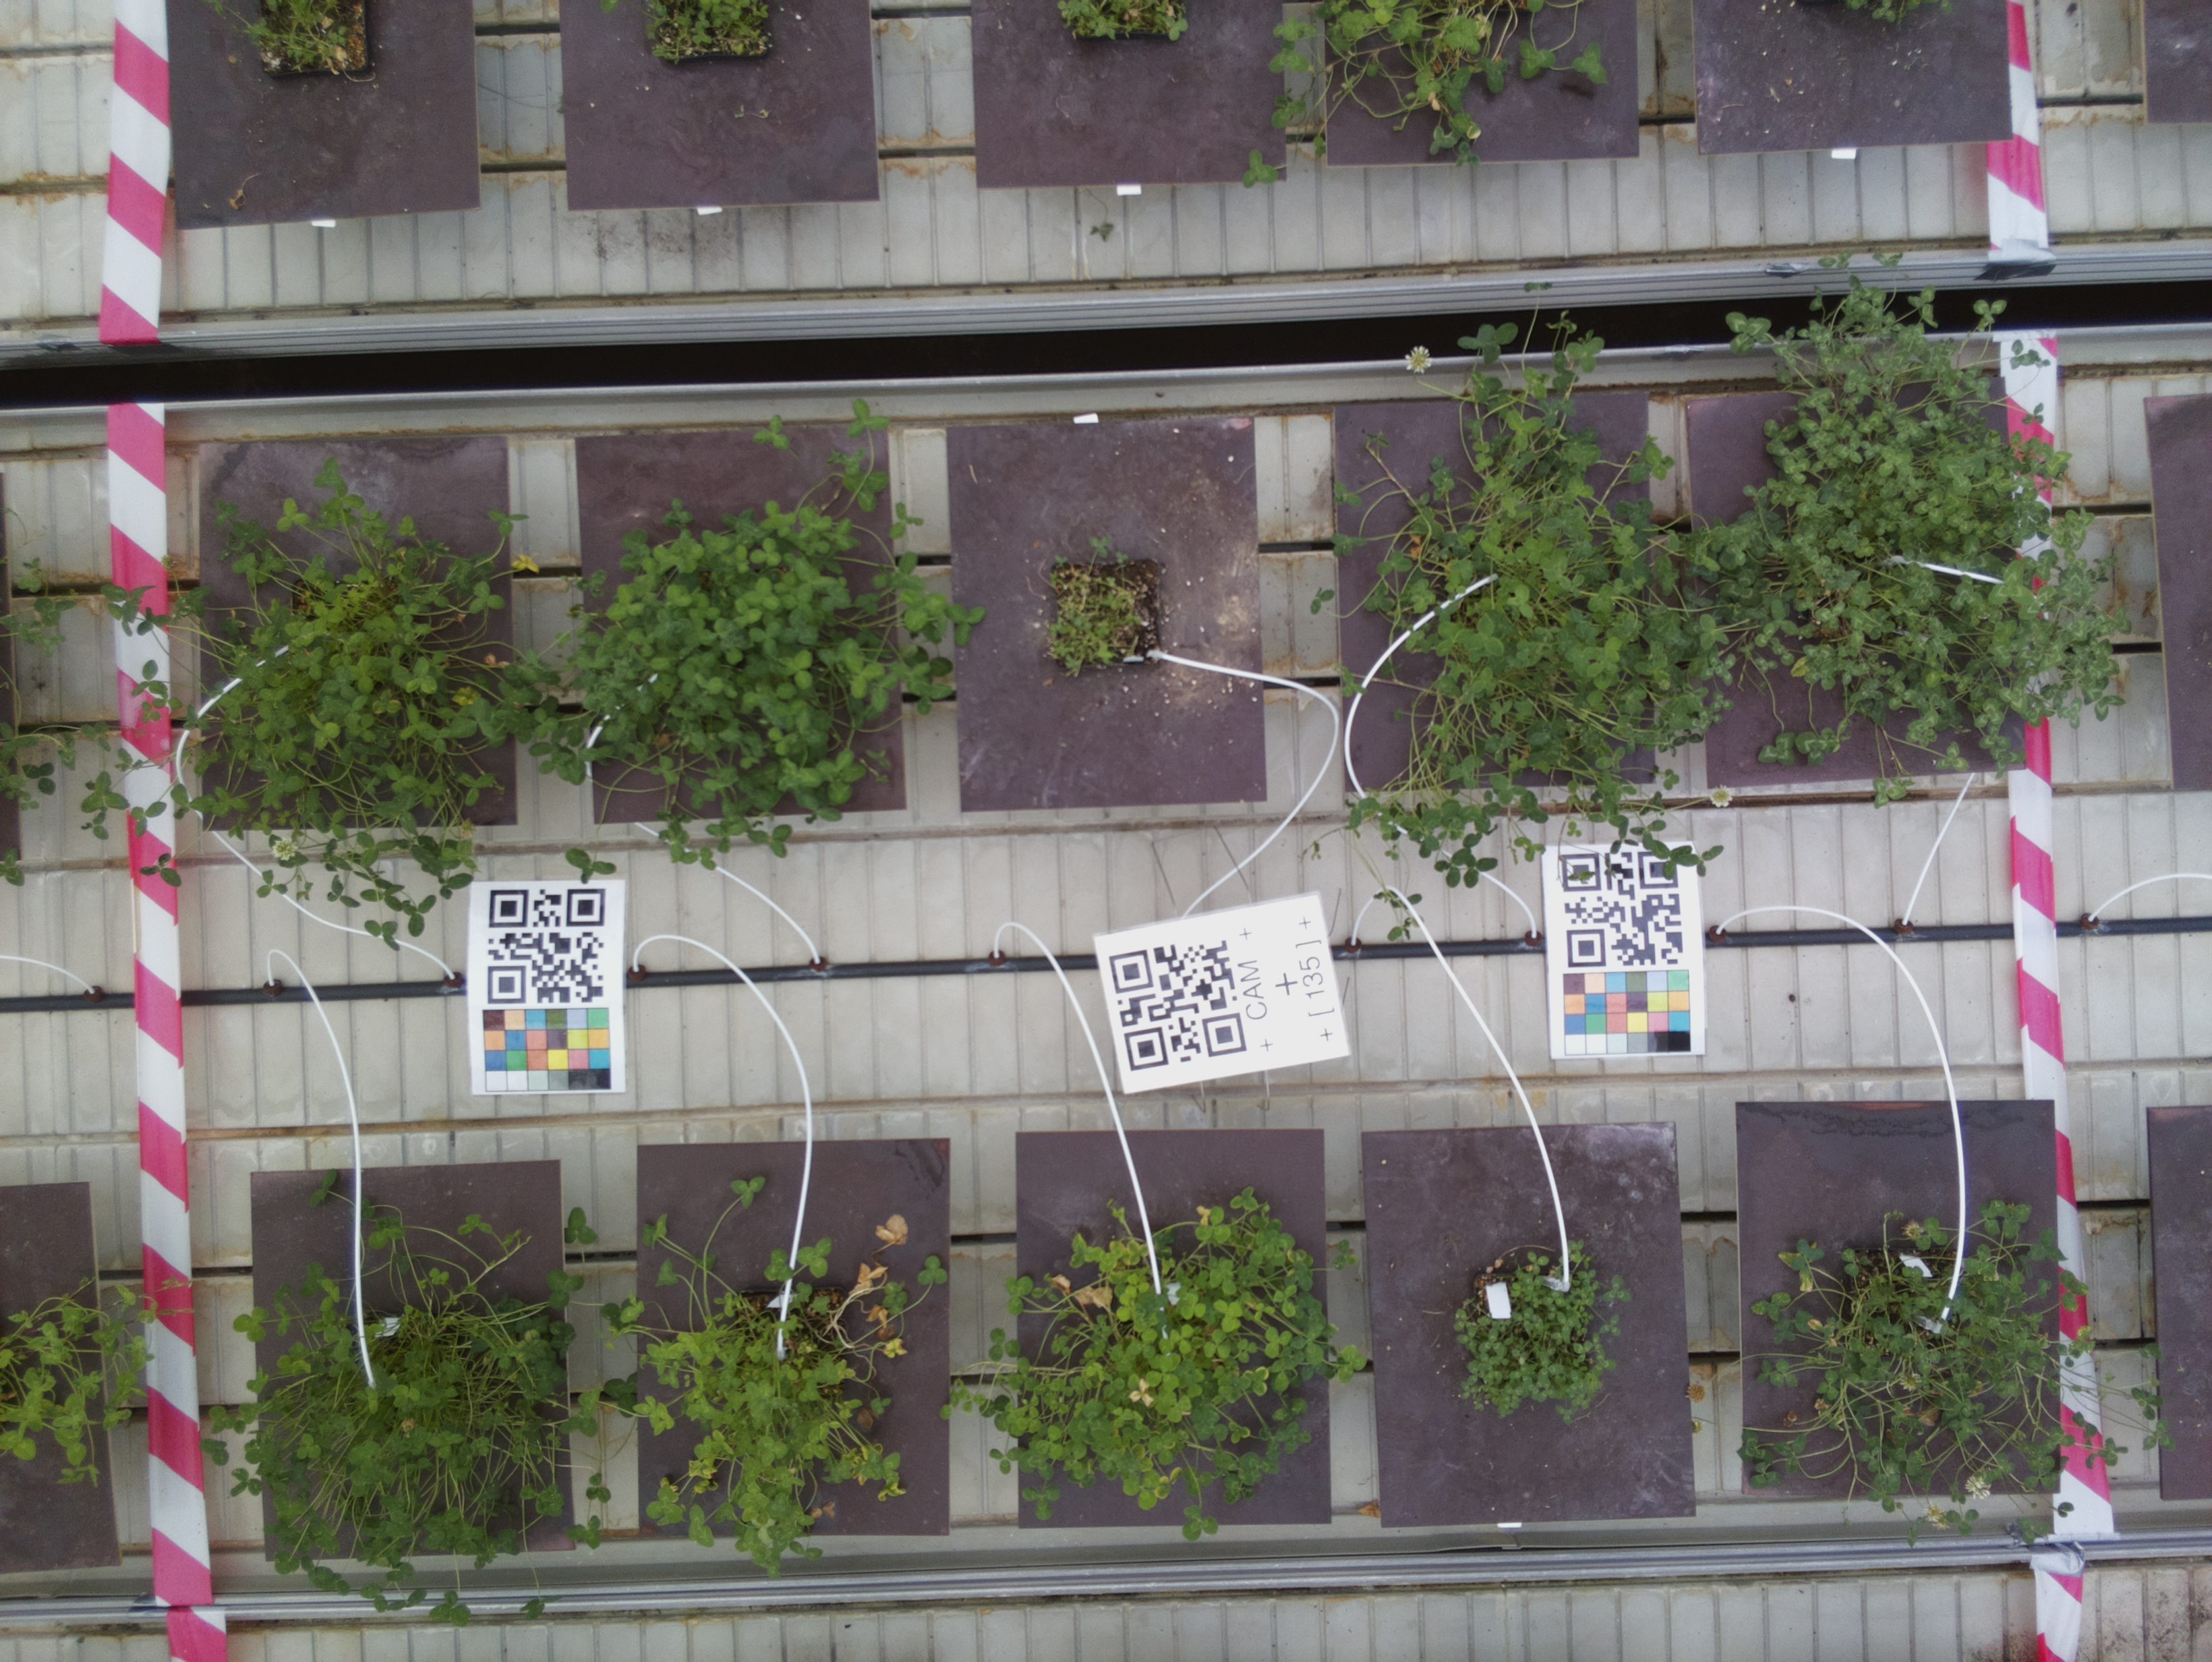 + CAM +
+
+ [ 135 ] +